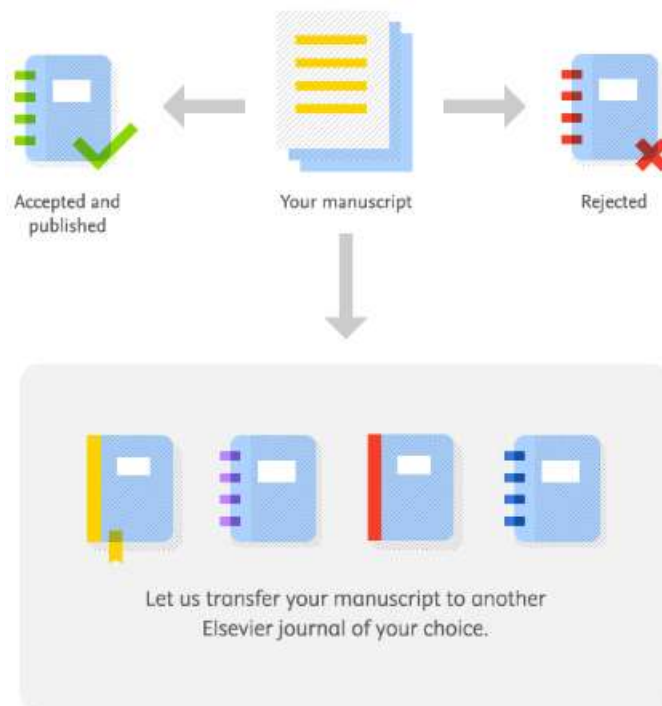 Accepted and
published
Your manuscript
Rejected
Let us transfer your manuscript to another
Elsevier journal of your choice.